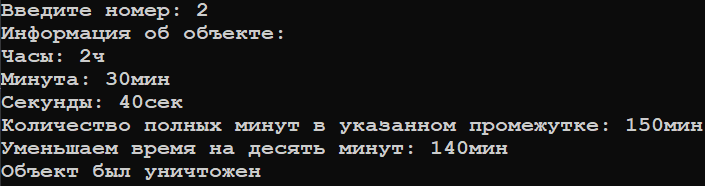 Введите номер: 2
Информация об объекте:
Часы: 2ч
Минута: 30мин
Секунды: 40сек
Количество полных минут в указанном промежутке: 150мин
Уменьшаем время на десять минут: 140мин
Объект был уничтожен